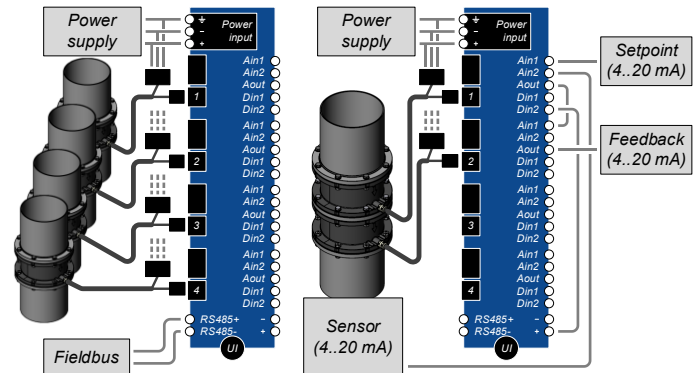 Power
supply
⏚
−
+
Power
input
Ain1
Ain2
Aout
Din1
Din2
1
Ain1
Ain2
Aout
Din1
Din2
2
Ain1
Ain2
Aout
Din1
Din2
3
Ain1
Ain2
Aout
Din1
Din2
4
RS485+ −
RS485- +
UI
Fieldbus
Power
supply
⏚
−
+
Power
input
Ain1
Ain2
Aout
Din1
Din2
1
Ain1
Ain2
Aout
Din1
Din2
2
Ain1
Ain2
Aout
Din1
Din2
3
Ain1
Ain2
Aout
Din1
Din2
4
RS485+ −
RS485- +
UI
Setpoint
(4..20 mA)
Feedback
(4..20 mA)
Sensor
(4..20 mA)